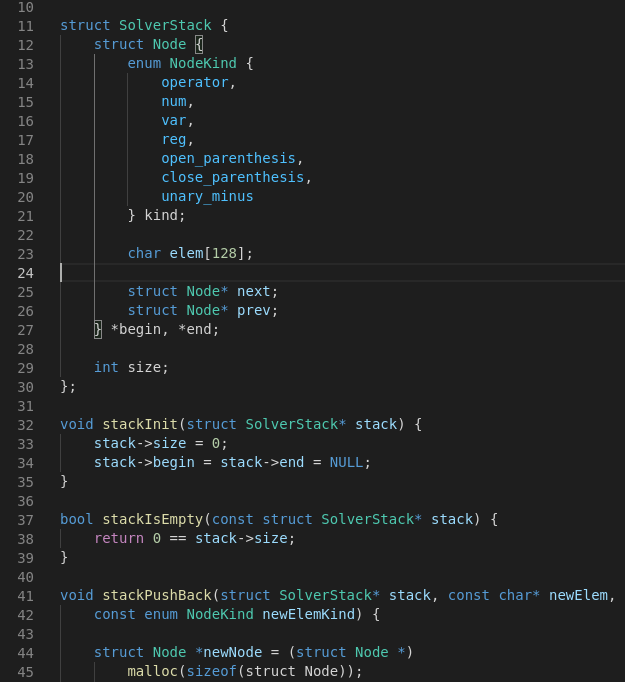 10
11 struct SolverStack {
12     struct Node {
13         enum NodeKind {
14             operator,
15             num,
16             var,
17             reg,
18             open_parenthesis,
19             close_parenthesis,
20             unary_minus
21         } kind;
22
23         char elem[128];
24
25         struct Node* next;
26         struct Node* prev;
27     } *begin, *end;
28
29     int size;
30 };
31
32 void stackInit(struct SolverStack* stack) {
33     stack->size = 0;
34     stack->begin = stack->end = NULL;
35 }
36
37 bool stackIsEmpty(const struct SolverStack* stack) {
38     return 0 == stack->size;
39 }
40
41 void stackPushBack(struct SolverStack* stack, const char* newElem,
42     const enum NodeKind newElemKind) {
43
44     struct Node *newNode = (struct Node *)
45         malloc(sizeof(struct Node));